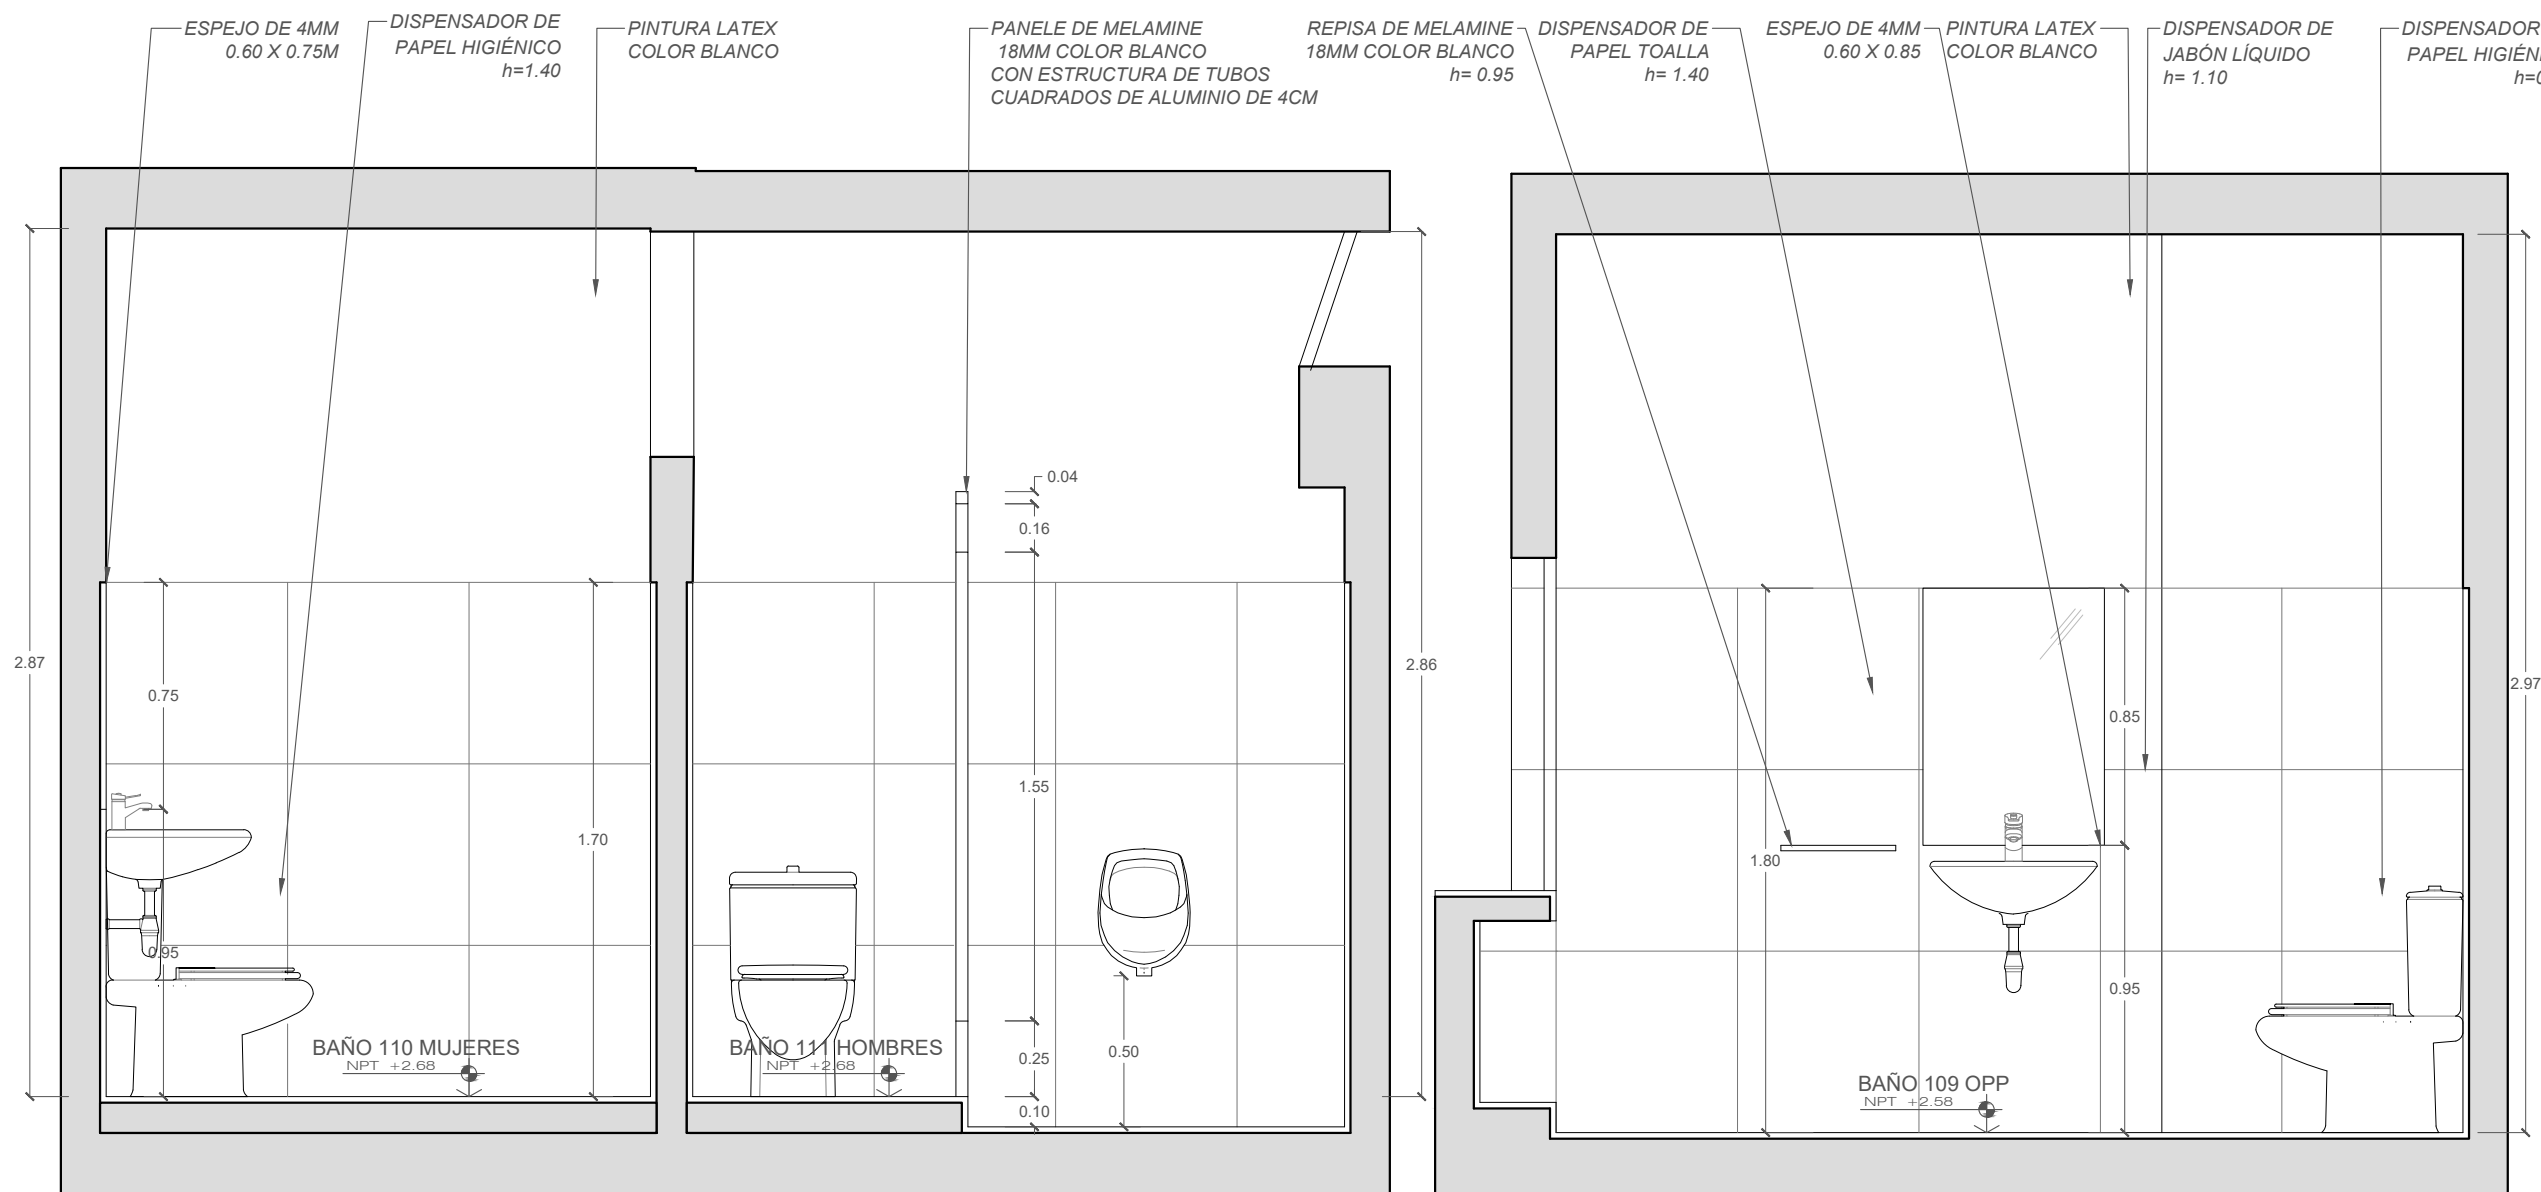 ESPEJO DE 4MM
0.60 X 0.75M
DISPENSADOR DE
PAPEL HIGIÉNICO
h=1.40
PINTURA LATEX
COLOR BLANCO
PANELE DE MELAMINE
18MM COLOR BLANCO
CON ESTRUCTURA DE TUBOS
CUADRADOS DE ALUMINIO DE 4CM
REPISA DE MELAMINE
18MM COLOR BLANCO
h= 0.95
DISPENSADOR DE
PAPEL TOALLA
h= 1.40
ESPEJO DE 4MM
0.60 X 0.85
PINTURA LATEX
COLOR BLANCO
DISPENSADOR DE
JABÓN LÍQUIDO
h= 1.10
DISPENSADOR
PAPEL HIGIÉN
h=0
2.87
0.75
0.95
1.70
BAÑO 110 MUJERES
NPT +2.68
BAÑO 111 HOMBRES
NPT +2.68
0.04
0.16
1.55
0.25
0.10
0.50
2.86
1.80
0.85
0.95
BAÑO 109 OPP
NPT +2.58
2.97